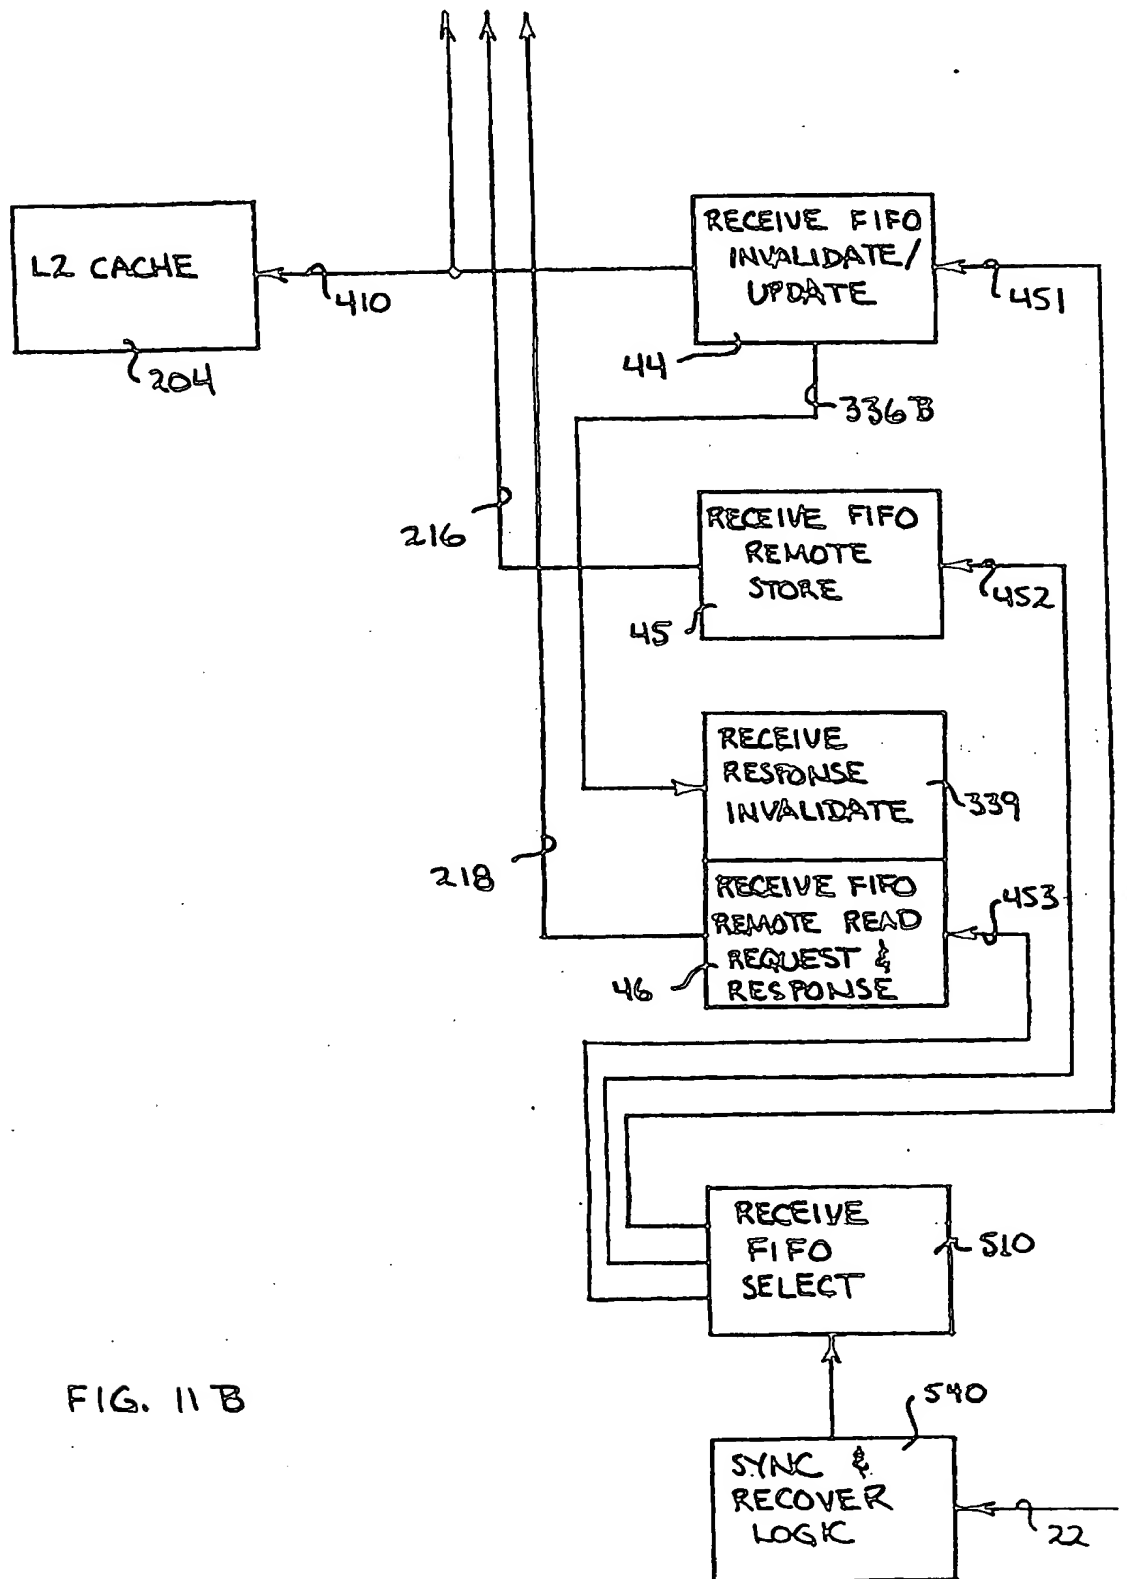 L2 CACHE
204
410
RECEIVE FIFO
INVALIDATE/
UPDATE
451
44
336B
216
RECEIVE FIFO
REMOTE
STORE
452
45
RECEIVE
RESPONSE
INVALIDATE
339
218
RECEIVE FIFO
REMOTE READ
REQUEST &
RESPONSE
453
46
RECEIVE
FIFO
SELECT
510
FIG. 11B
540
SYNC &
RECOVER
LOGIC
22